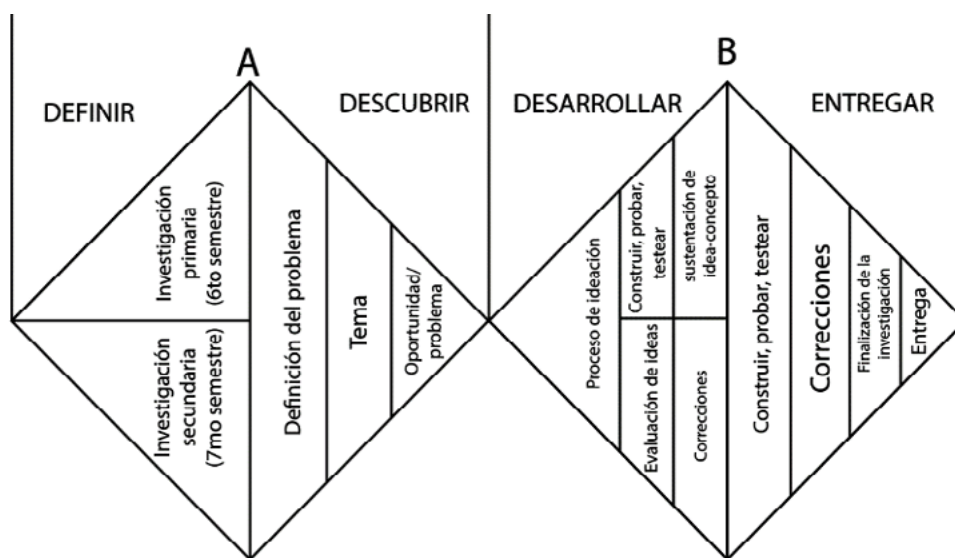 A
B
DEFINIR
DESCUBRIR
DESARROLLAR
ENTREGAR
Investigación
primaria
(6to semestre)
Investigación
secundaria
(7mo semestre)
Definición del problema
Tema
Oportunidad/
problema
Proceso de ideación
Construir, probar,
testear
Evaluación de ideas
sustentación de
idea-concepto
Correcciones
Construir, probar, testear
Correcciones
Finalización de la
investigación
Entrega